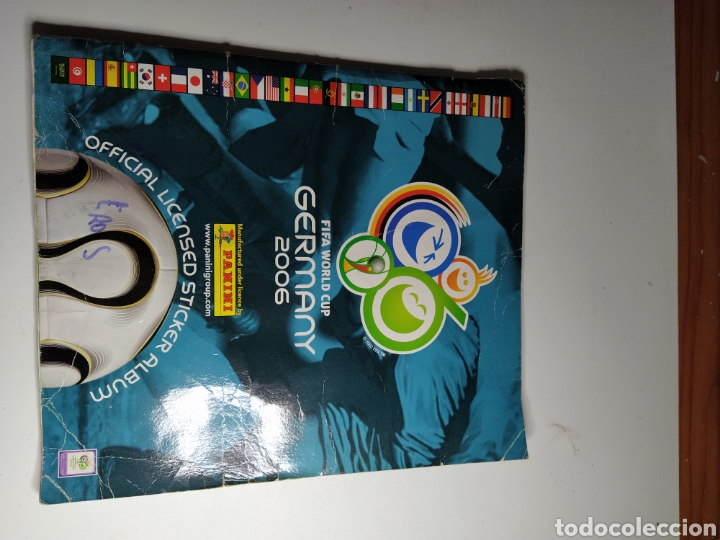 FIFA WORLD CUP
GERMANY
2006
Manufactured under licence by
PANINI
www.paninigroup.com
OFFICIAL LICENSED STICKER ALBUM
todocoleccion